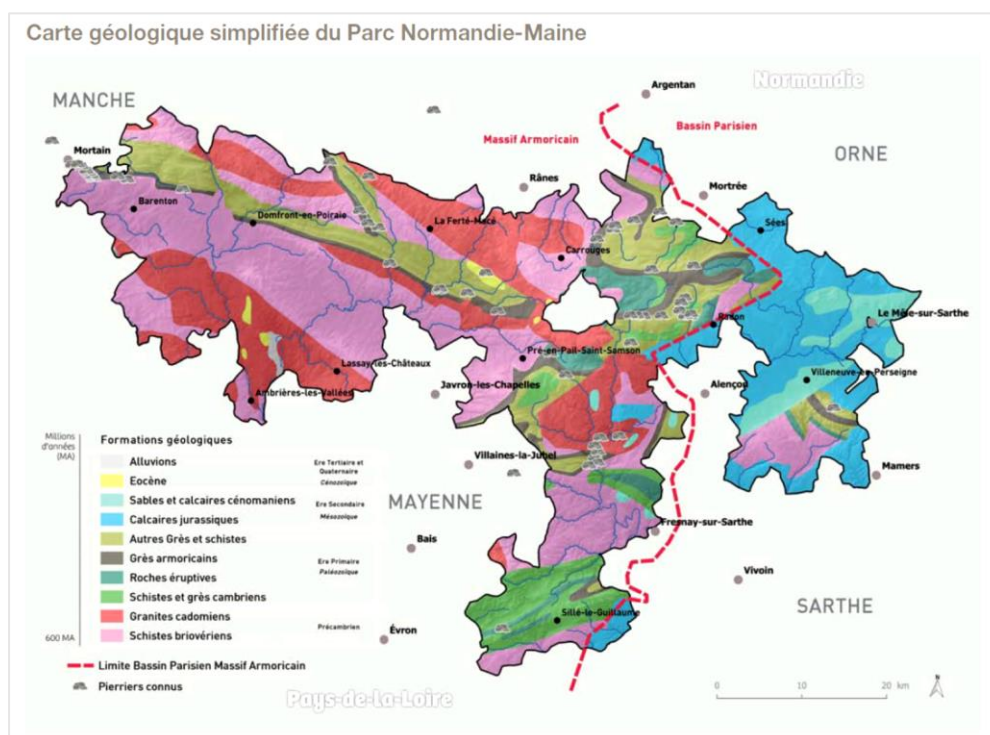 Carte géologique simplifiée du Parc Normandie-Maine
Normandie
Argentan
MANCHE
Massif Armoricain
Bassin Parisien
Mortain
ORNE
Rânes
Mortrée
Barenton
Domfront-en-Poiraie
La Ferté-Macé
Sées
Carrouges
Le Mêle-sur-Sarthe
Radon
Pré-en-Pail-Saint-Samson
Lassay-les-Châteaux
Villeneuve-en-Perseigne
Javron-les-Chapelles
Alençon
Ambrières-les-Vallées
Millions
d'années
(MA)
Formations géologiques
Alluvions
Ere Tertiaire et
Quaternaire
Cénozoïque
Eocène
Sables et calcaires cénomaniens
Ere Secondaire
Mésozoïque
Calcaires jurassiques
Autres Grès et schistes
Grès armoricains
Ere Primaire
Paléozoïque
Roches éruptives
Schistes et grès cambriens
Granites cadomiens
Précambrien
Schistes briovériens
600 MA
Limite Bassin Parisien Massif Armoricain
Pierriers connus
Villaines-la-Juhel
Mamers
MAYENNE
Fresnay-sur-Sarthe
Bais
Vivoin
SARTHE
Sillé-le-Guillaume
Évron
Pays-de-la-Loire
0 10 20 km
N